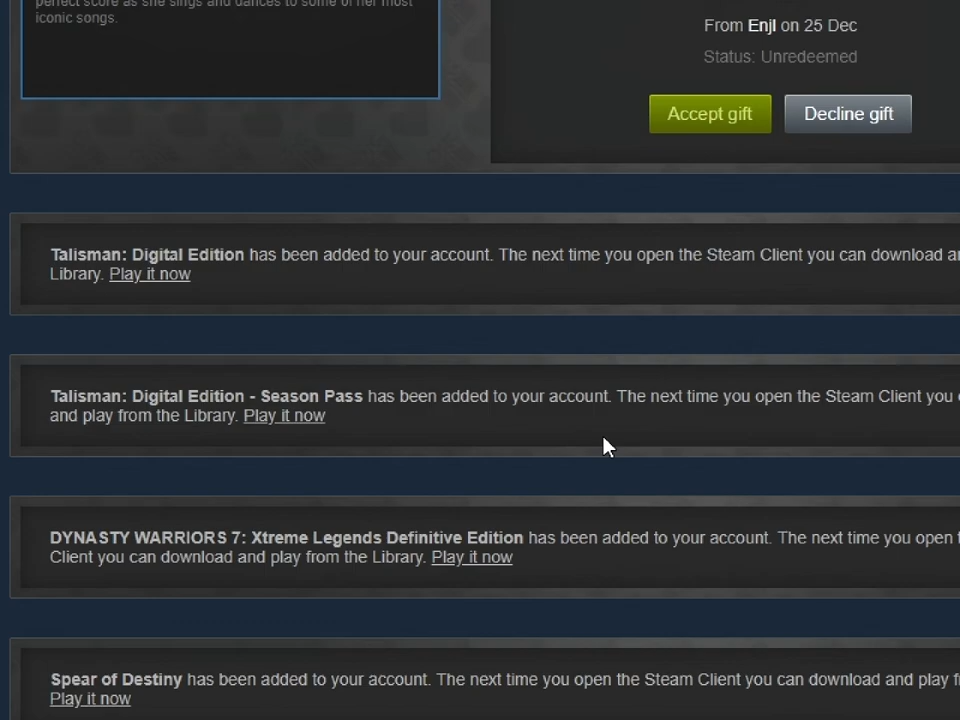 perfect score as she sings and dances to some of her most
iconic songs.
From Enjl on 25 Dec
Status: Unredeemed
Accept gift Decline gift
Talisman: Digital Edition has been added to your account. The next time you open the Steam Client you can download
Library. Play it now
Talisman: Digital Edition - Season Pass has been added to your account. The next time you open the Steam Client you
and play from the Library. Play it now
DYNASTY WARRIORS 7: Xtreme Legends Definitive Edition has been added to your account. The next time you open
Client you can download and play from the Library. Play it now
Spear of Destiny has been added to your account. The next time you open the Steam Client you can download and play
Play it now